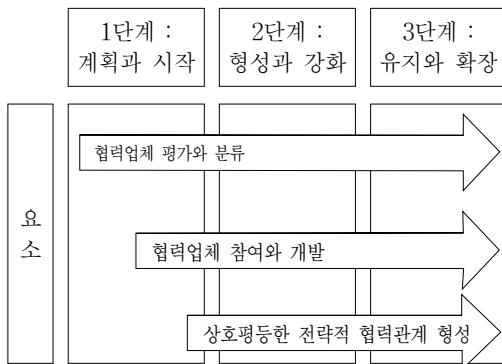 1단계 :
계획과 시작
2단계 :
형성과 강화
3단계 :
유지와 확장
요
소
협력업체 평가와 분류
협력업체 참여와 개발
상호평등한 전략적 협력관계 형성